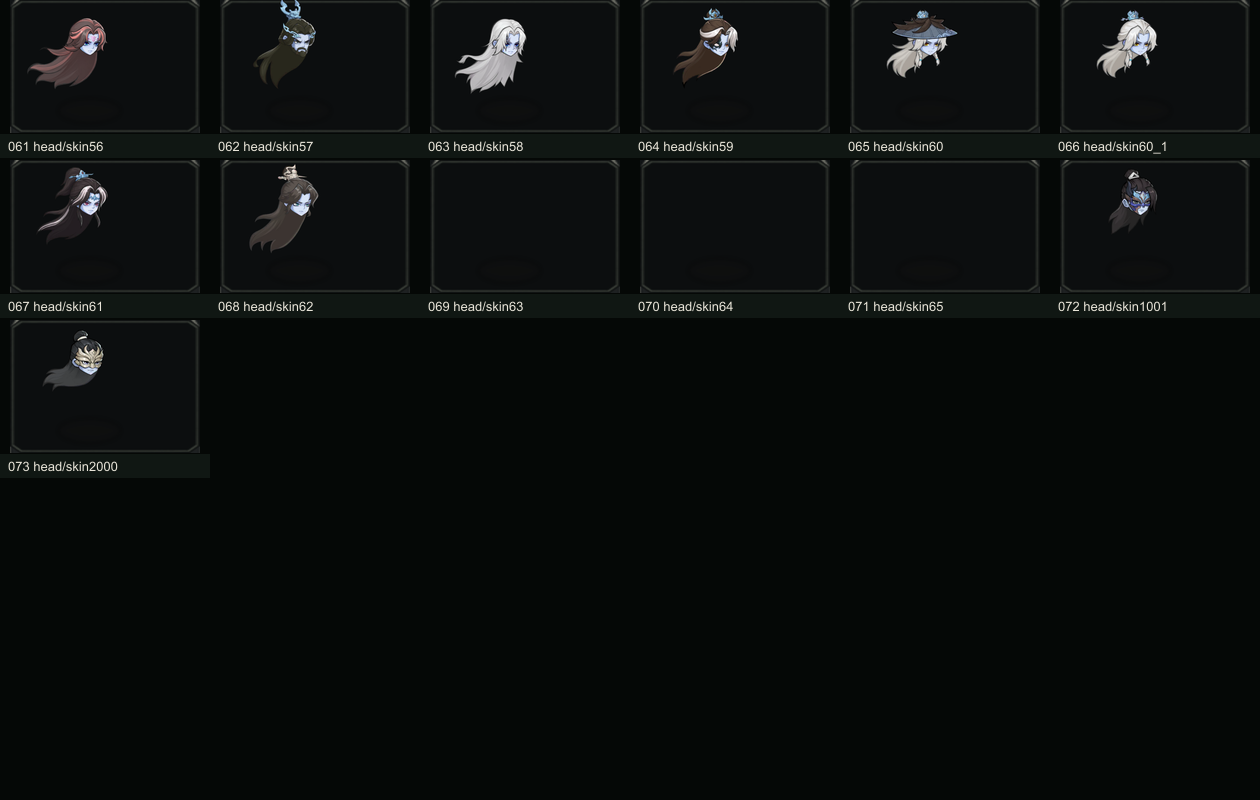 061 head/skin56
062 head/skin57
063 head/skin58
064 head/skin59
065 head/skin60
066 head/skin60_1
067 head/skin61
068 head/skin62
069 head/skin63
070 head/skin64
071 head/skin65
072 head/skin1001
073 head/skin2000